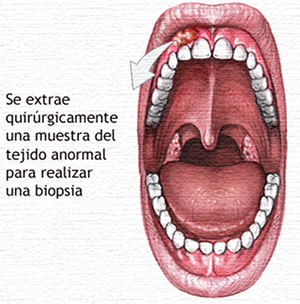 Se extrae
quirúrgicamente
una muestra del
tejido anormal
para realizar
una biopsia